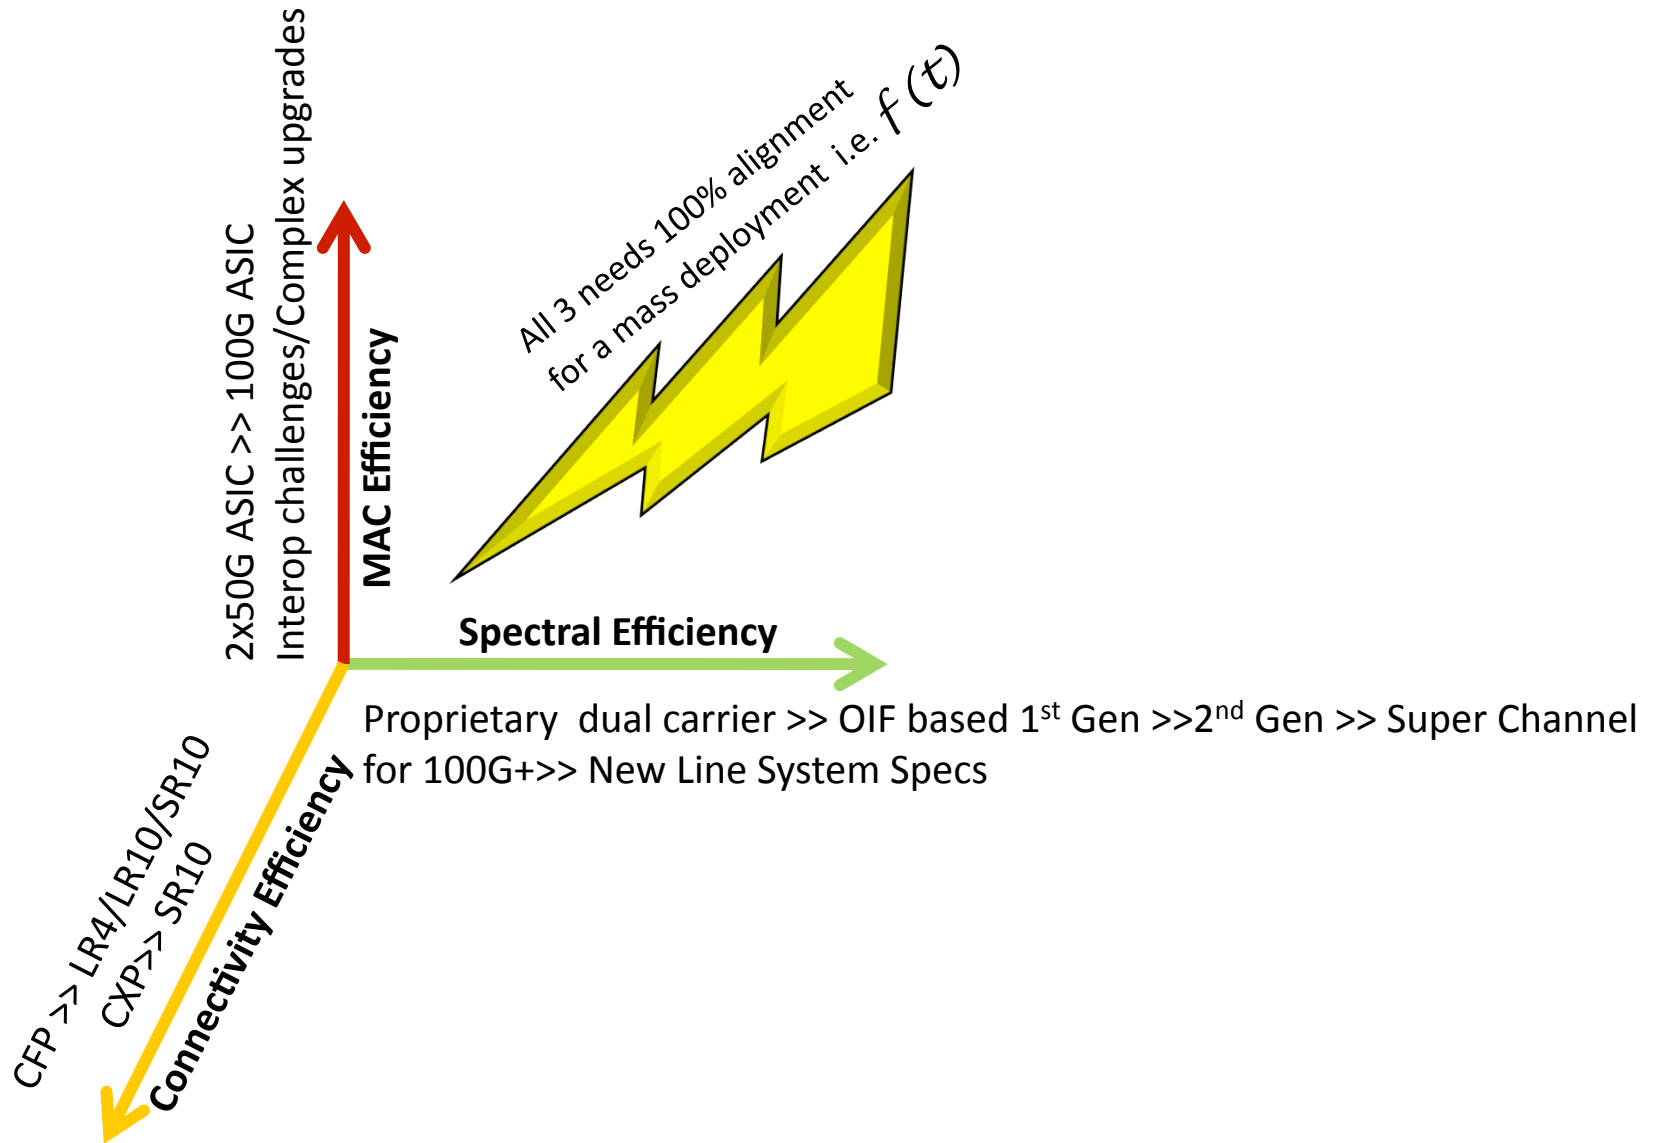 2x50G ASIC >> 100G ASIC
Interop challenges/Complex upgrades
MAC Efficiency
All 3 needs 100% alignment
for a mass deployment i.e. f(t)
Spectral Efficiency
Proprietary dual carrier >> OIF based 1st Gen >>2nd Gen >> Super Channel
for 100G+>> New Line System Specs
CFP >> LR4/LR10/SR10
CXP>> SR10
Connectivity Efficiency